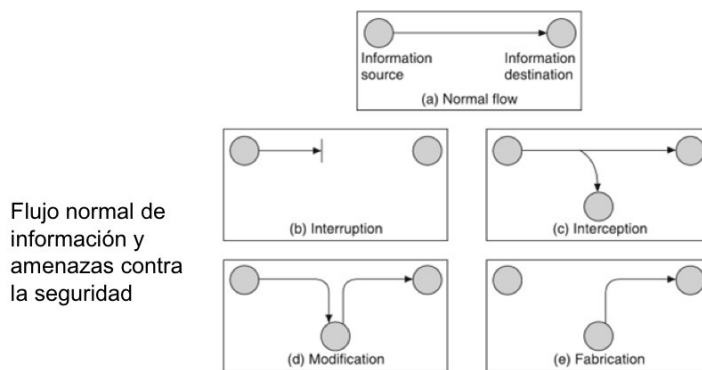 Information
source
Information
destination
(a) Normal flow
(b) Interruption
(c) Interception
Flujo normal de
información y
amenazas contra
la seguridad
(d) Modification
(e) Fabrication